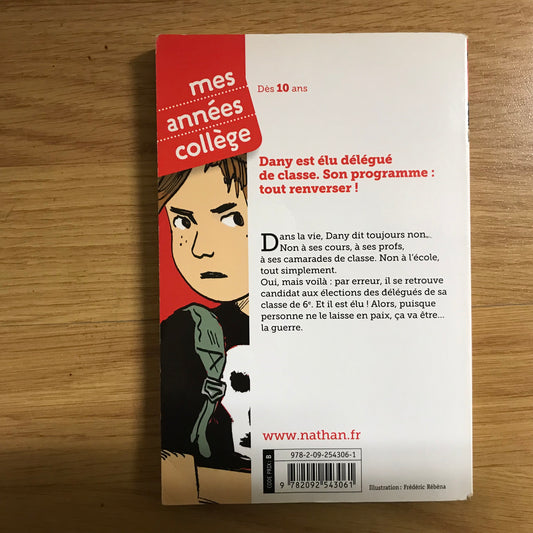 mes
années
collège
Dès 10 ans
Dany est élu délégué
de classe. Son programme :
tout renverser !
Dans la vie, Dany dit toujours non...
Non à ses cours, à ses profs,
à ses camarades de classe. Non à l'école,
tout simplement.
Oui, mais voilà : par erreur, il se retrouve
candidat aux élections des délégués de sa
classe de 6e. Et il est élu ! Alors, puisque
personne ne le laisse en paix, ça va être...
la guerre.
www.nathan.fr
CODE PRIX : B
978-2-09-254306-1
9 782092 543061
Illustration : Frédéric Rébéna